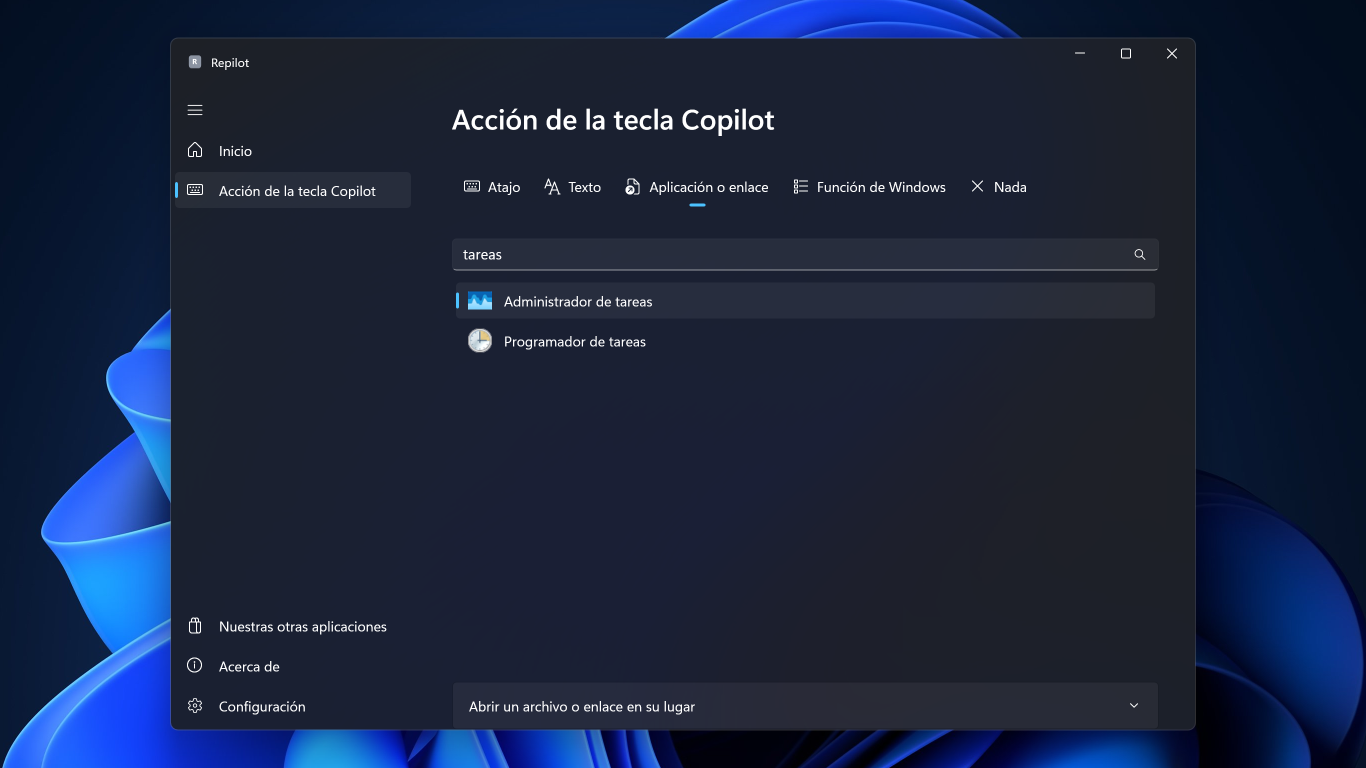 Repilot
Acción de la tecla Copilot
Inicio
Acción de la tecla Copilot
Atajo
Texto
Aplicación o enlace
Función de Windows
Nada
tareas
Administrador de tareas
Programador de tareas
Nuestras otras aplicaciones
Acerca de
Configuración
Abrir un archivo o enlace en su lugar